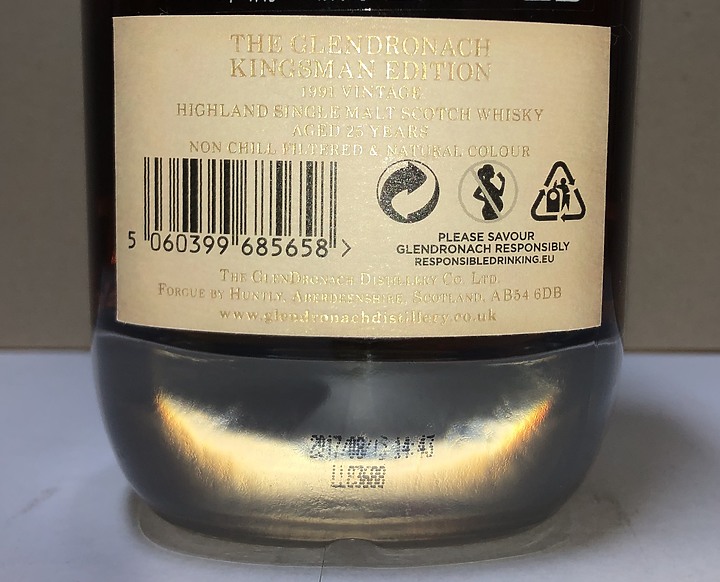 THE GLENDRONACH
KINGSMAN EDITION
1991 VINTAGE
HIGHLAND SINGLE MALT SCOTCH WHISKY
AGED 25 YEARS
NON CHILL FILTERED & NATURAL COLOUR
5 060399 685658 >
PLEASE SAVOUR
GLENDRONACH RESPONSIBLY
RESPONSIBLEDRINKING.EU
THE GLENDRONACH DISTILLERY CO. LTD.
FORGUE BY HUNTLY, ABERDEENSHIRE, SCOTLAND, AB54 6DB
www.glendronachdistillery.co.uk